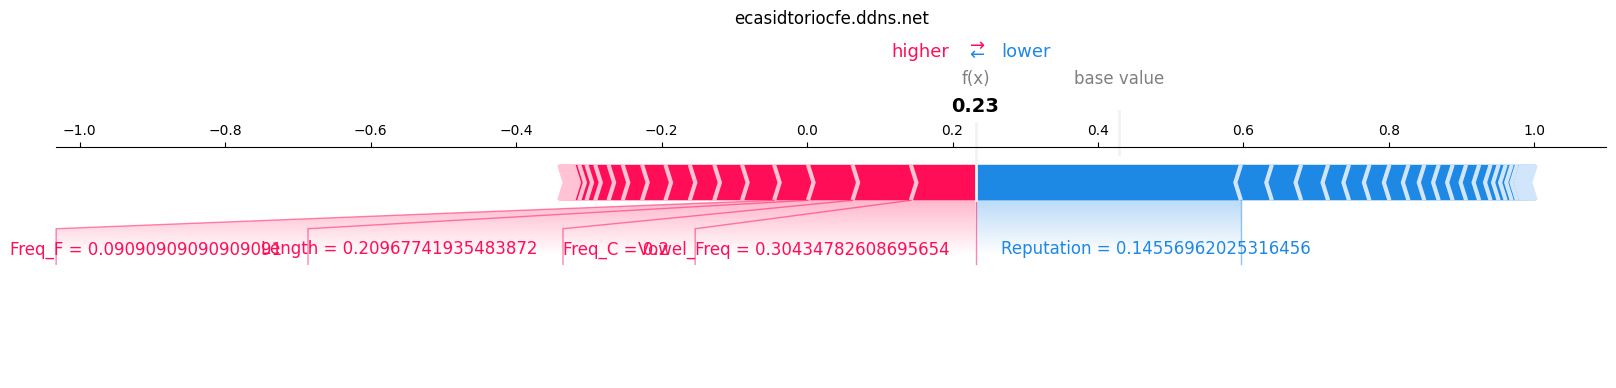 ecasidtoriocfe.ddns.net
higher ⇄ lower
f(x) base value
0.23
−1.0 −0.8 −0.6 −0.4 −0.2 0.0 0.2 0.4 0.6 0.8 1.0
Freq_F = 0.09090909090909091 Length = 0.20967741935483872 Freq_C = 0.2 Vowel_Freq = 0.30434782608695654 Reputation = 0.14556962025316456